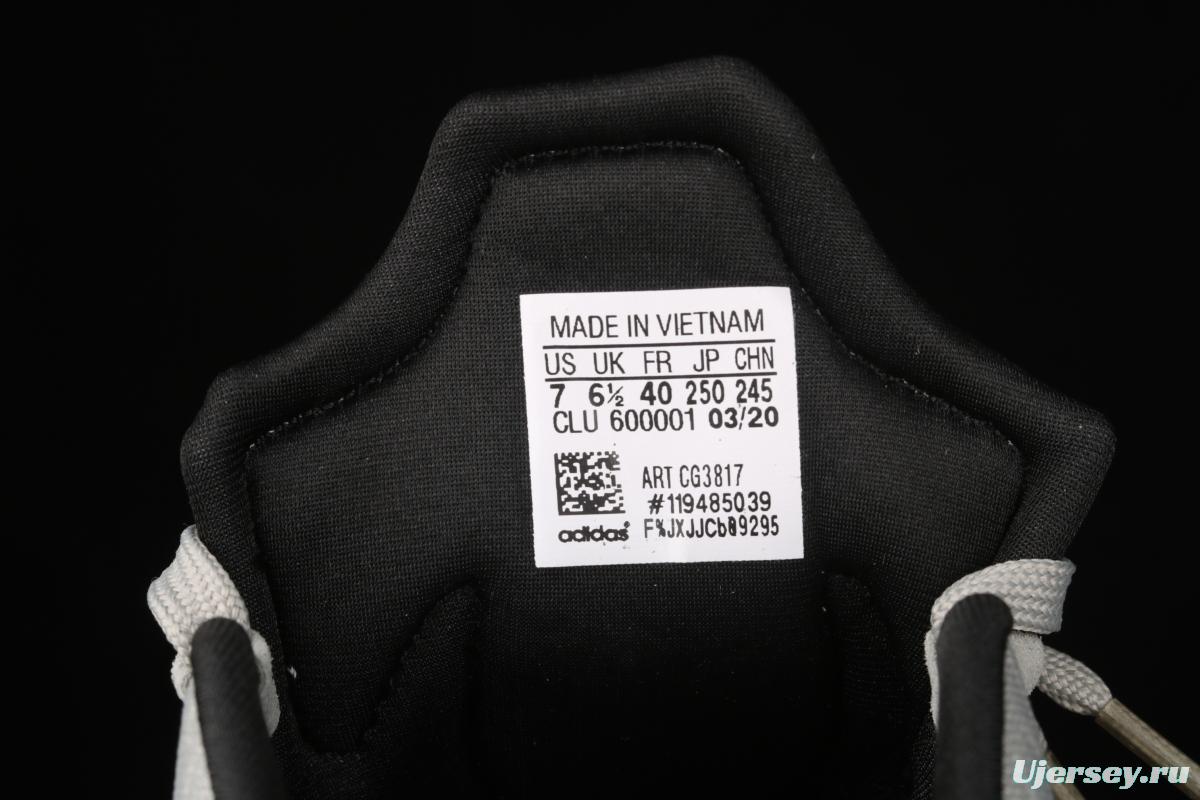 MADE IN VIETNAM
US UK FR JP CHN
7 6½ 40 250 245
CLU 600001 03/20
ART CG3817
#119485039
adidas®
Ujersey.ru